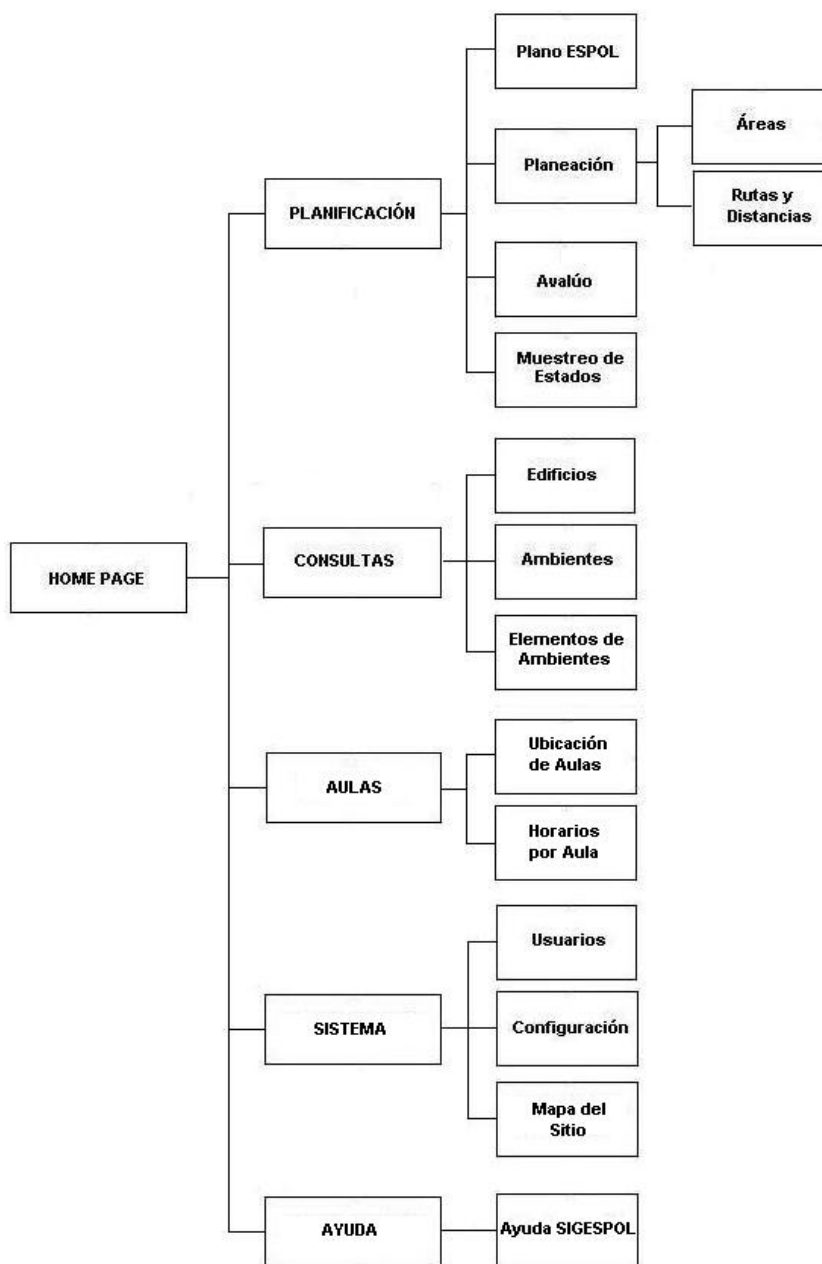 Plano ESPOL
Áreas
Planeación
Rutas y
Distancias
PLANIFICACIÓN
Avalúo
Muestreo de
Estados
Edificios
HOME PAGE
CONSULTAS
Ambientes
Elementos de
Ambientes
Ubicación
de Aulas
AULAS
Horarios
por Aula
Usuarios
SISTEMA
Configuración
Mapa del
Sitio
AYUDA
Ayuda SIGESPOL